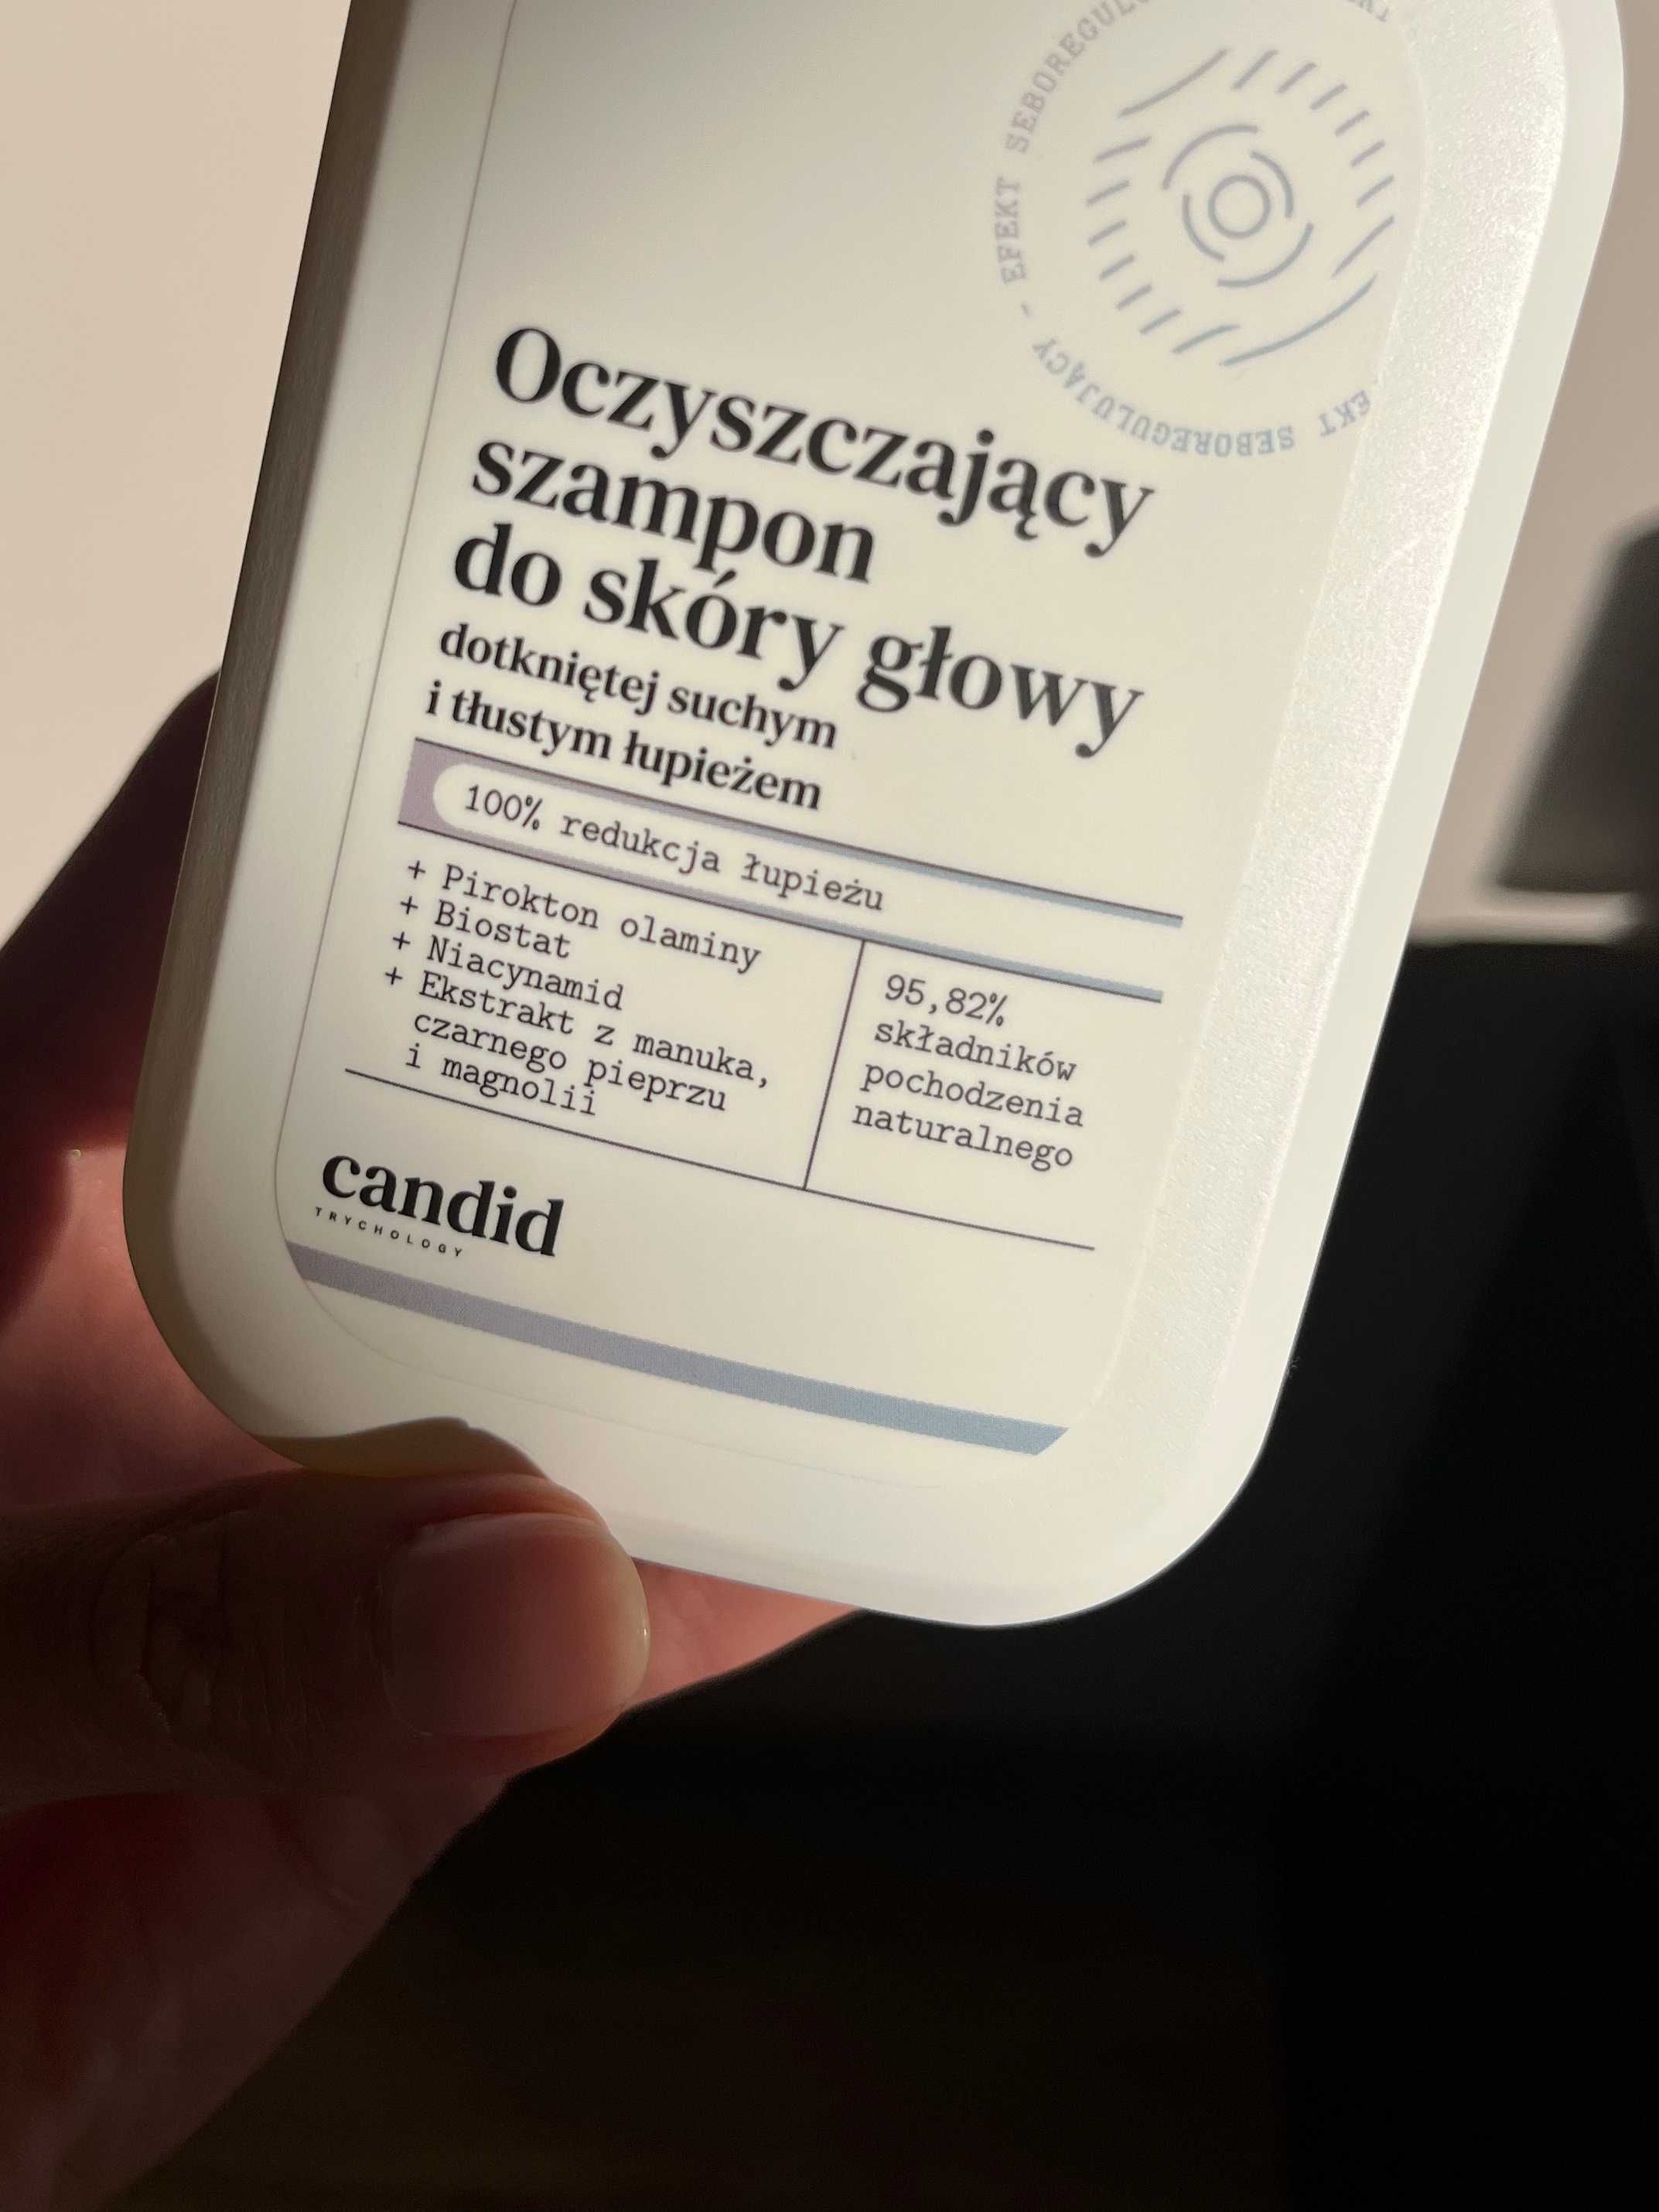 EFEKT SEBOREGULUJĄCY -
Oczyszczający
szampon
do skóry głowy
dotkniętej suchym
i tłustym łupieżem
100% redukcja łupieżu
+ Pirokton olaminy
+ Biostat
+ Niacynamid
+ Ekstrakt z manuka,
czarnego pieprzu
i magnolii
95,82%
składników
pochodzenia
naturalnego
candid
TRYCHOLOGY